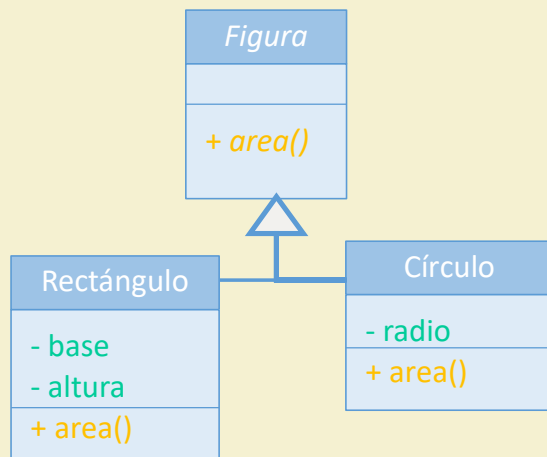 Figura
+ area()
Rectángulo
- base
- altura
+ area()
Círculo
- radio
+ area()